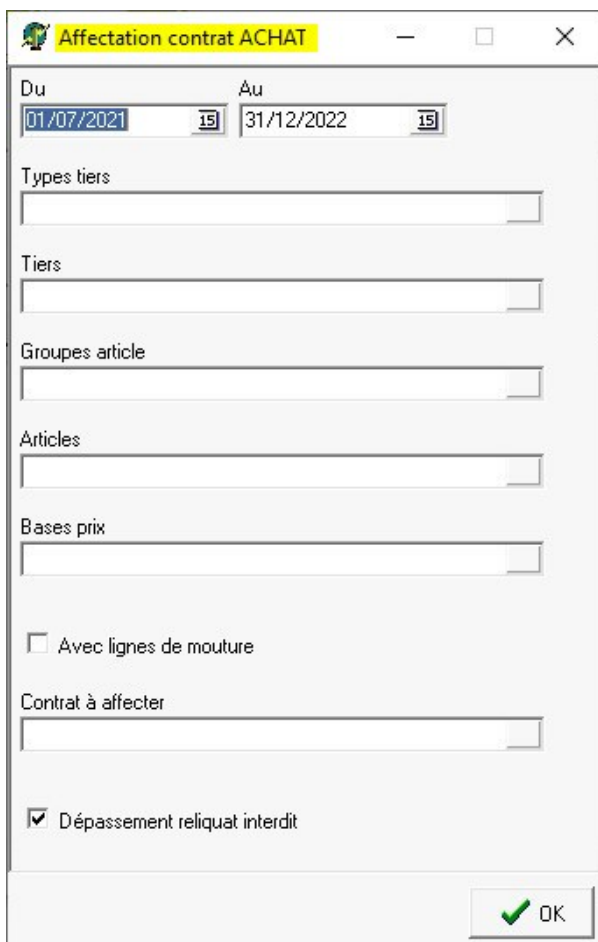 Affectation contrat ACHAT
Du Au
01/07/2021 15 31/12/2022 15
Types tiers
Tiers
Groupes article
Articles
Bases prix
Avec lignes de mouture
Contrat à affecter
Dépassement reliquat interdit
OK